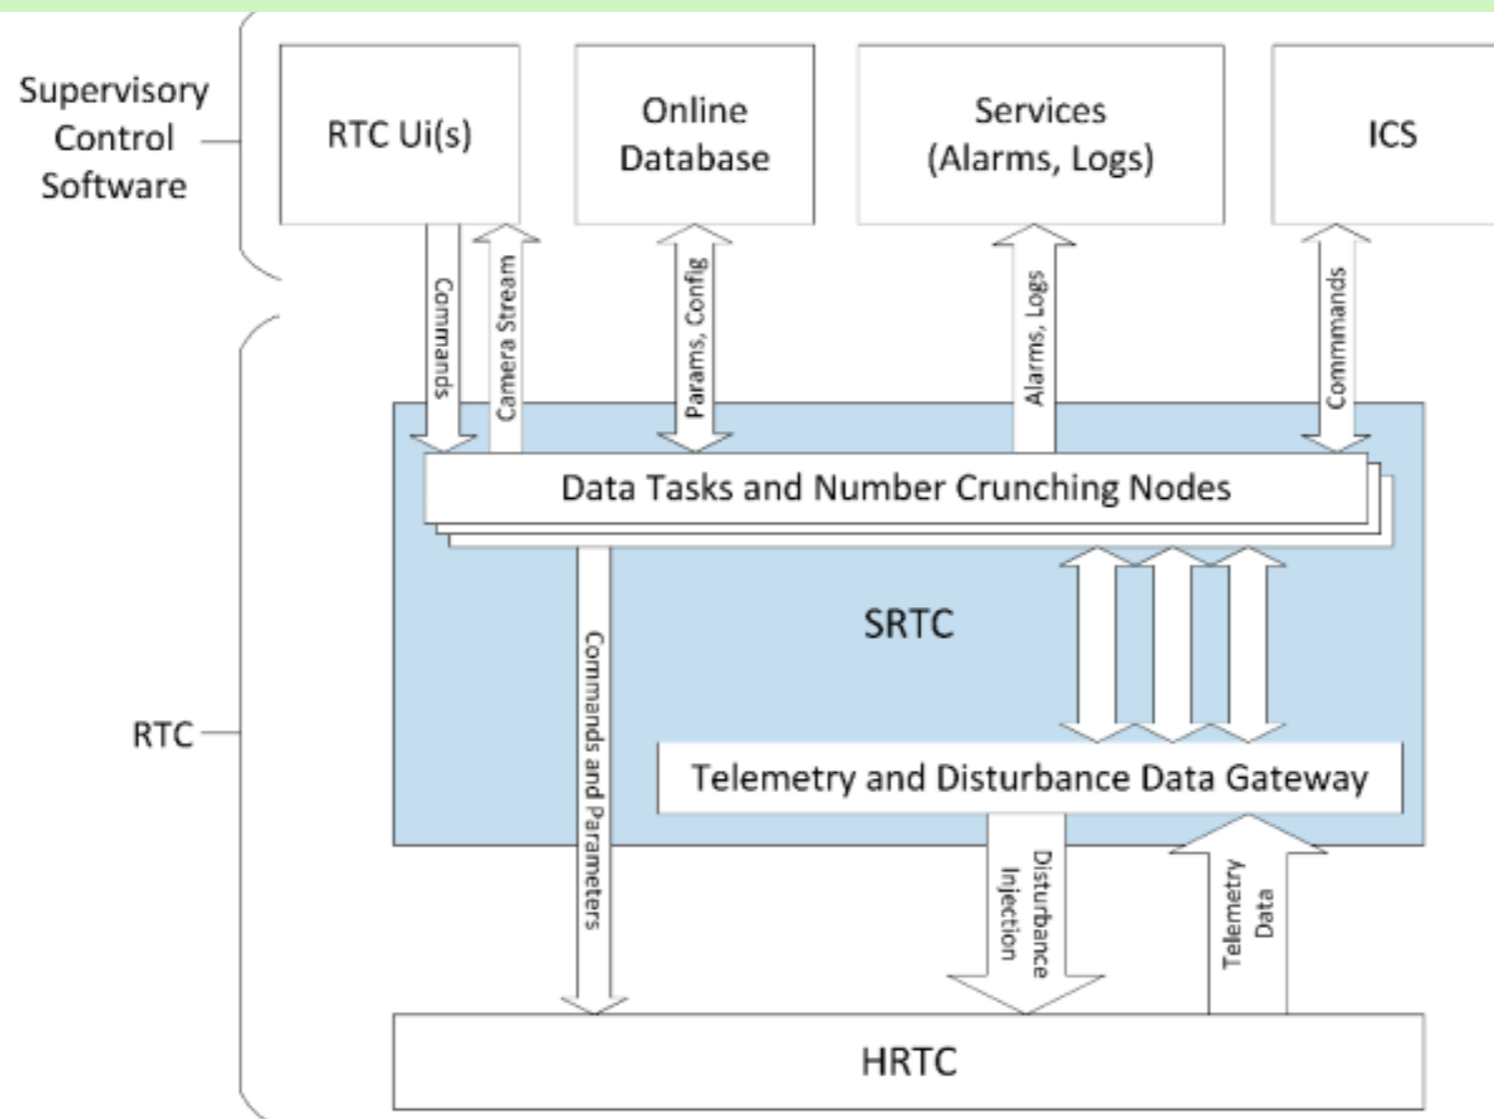 Supervisory
Control
Software
RTC Ui(s)
Online
Database
Services
(Alarms, Logs)
ICS
Commands
Camera Stream
Params, Config
Alarms, Logs
Commmands
Data Tasks and Number Crunching Nodes
SRTC
Commands and Parameters
RTC
Telemetry and Disturbance Data Gateway
Disturbance
Injection
Telemetry
Data
HRTC